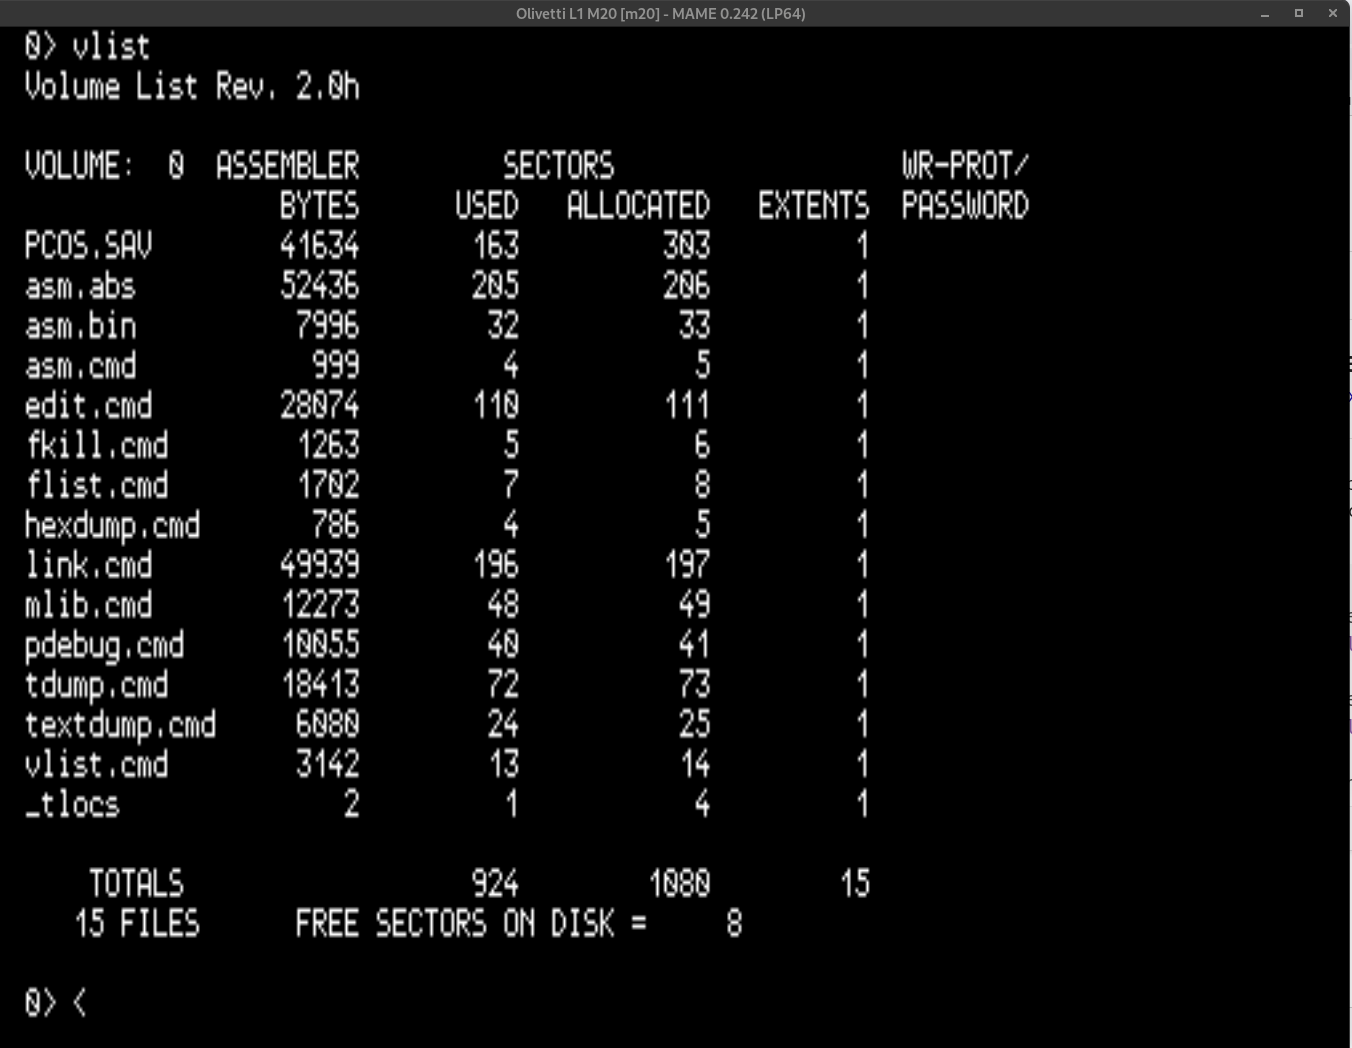 Olivetti L1 M20 [m20] - MAME 0.242 (LP64)
0> vlist
Volume List Rev. 2.0h
VOLUME:  0  ASSEMBLER         SECTORS                  WR-PROT/
                BYTES      USED   ALLOCATED   EXTENTS  PASSWORD
PCOS.SAV        41634       163         303         1
asm.abs         52436       205         206         1
asm.bin          7996        32          33         1
asm.cmd           999         4           5         1
edit.cmd        28074       110         111         1
fkill.cmd        1263         5           6         1
flist.cmd        1702         7           8         1
hexdump.cmd       786         4           5         1
link.cmd        49939       196         197         1
mlib.cmd        12273        48          49         1
pdebug.cmd      10055        40          41         1
tdump.cmd       18413        72          73         1
textdump.cmd     6080        24          25         1
vlist.cmd        3142        13          14         1
_tlocs              2         1           4         1
    TOTALS                  924        1080        15
   15 FILES      FREE SECTORS ON DISK =     8
0> <